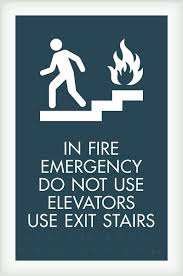 IN FIRE
EMERGENCY
DO NOT USE
ELEVATORS
USE EXIT STAIRS